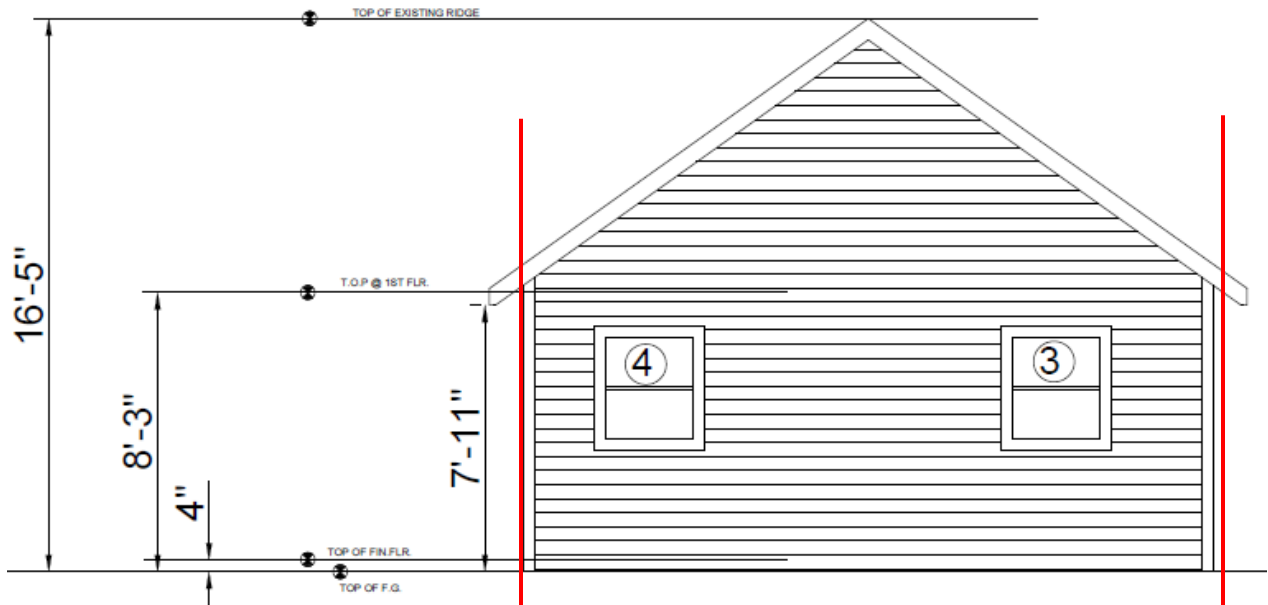 TOP OF EXISTING RIDGE
16'-5"
T.O.P @ 1ST FLR.
8'-3"
7'-11"
4"
4
3
TOP OF FIN.FLR.
TOP OF F.G.